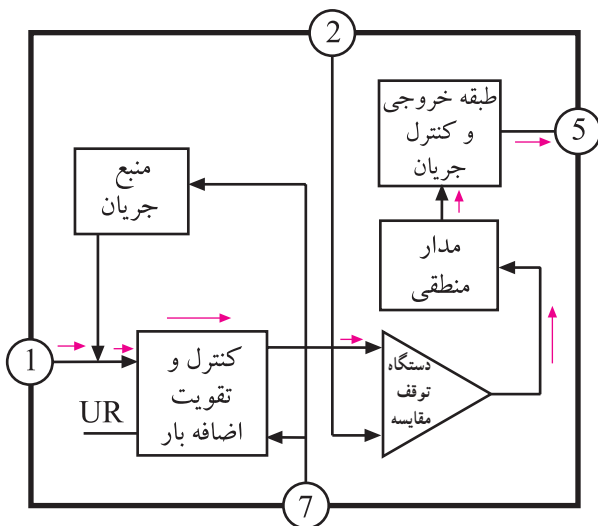 2
طبقه خروجی
و کنترل
جریان
5
منبع
جریان
مدار
منطقی
1
کنترل و
تقویت
اضافه بار
UR
دستگاه
توقف
مقایسه
7